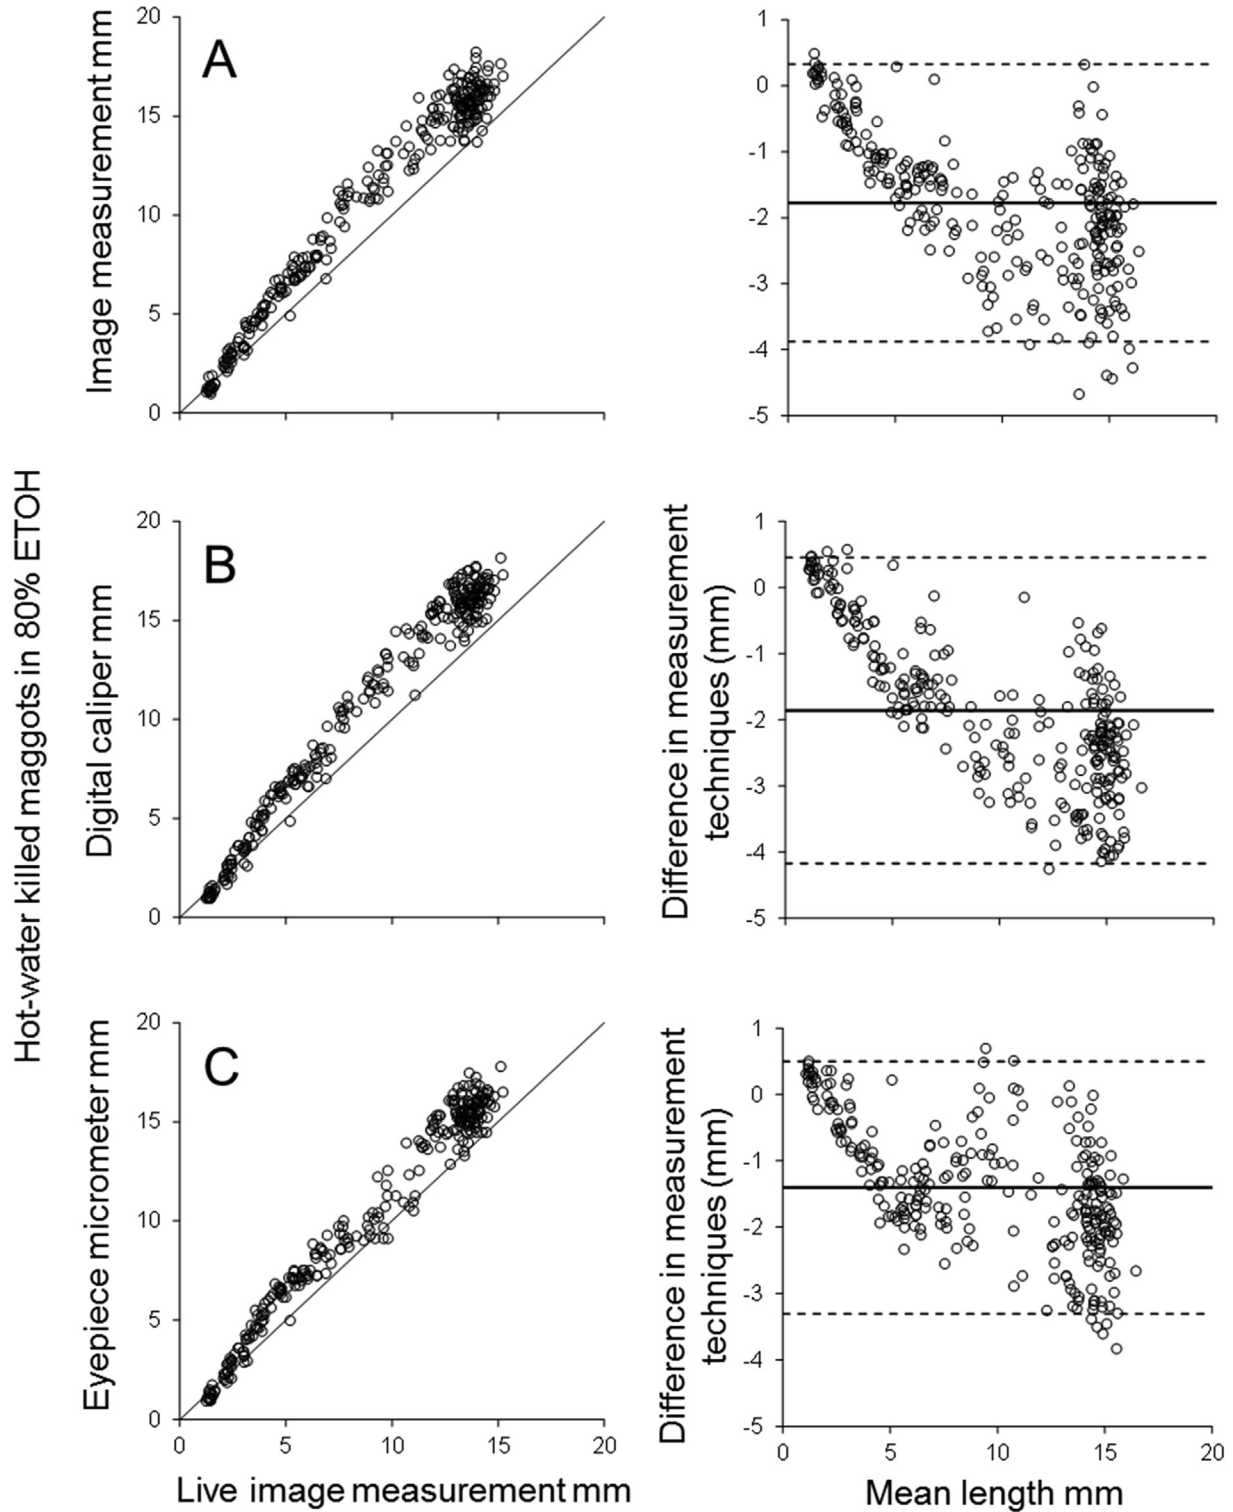 Hot-water killed maggots in 80% ETOH
A
Image measurement mm
20
15
10
5
0
1
0
-1
-2
-3
-4
-5
B
Digital caliper mm
20
15
10
5
0
Difference in measurement
techniques (mm)
1
0
-1
-2
-3
-4
-5
C
Eyepiece micrometer mm
20
15
10
5
0
0 5 10 15 20
Live image measurement mm
Difference in measurement
techniques (mm)
1
0
-1
-2
-3
-4
-5
0 5 10 15 20
Mean length mm